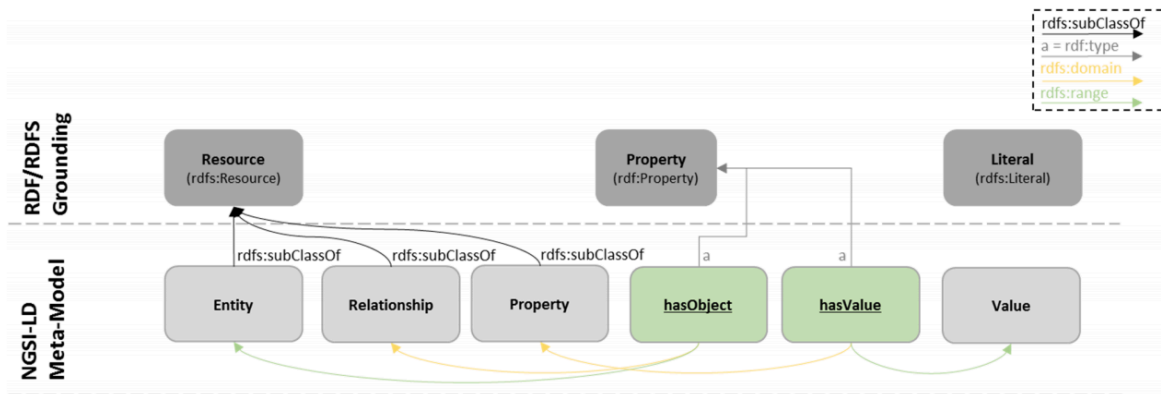 rdfs:subClassOf
a = rdf:type
rdfs:domain
rdfs:range
RDF/RDFS
Grounding
Resource
(rdfs:Resource)
Property
(rdf:Property)
Literal
(rdfs:Literal)
rdfs:subClassOf
rdfs:subClassOf
rdfs:subClassOf
a
a
NGSI-LD
Meta-Model
Entity
Relationship
Property
hasObject
hasValue
Value